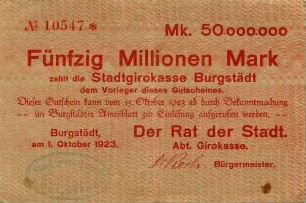 № 10547 *
Mk. 50.000.000
Fünfzig Millionen Mark
zahlt die Stadtgirokasse Burgstädt
dem Vorleger dieses Gutscheines.
Dieser Gutschein kann vom 15. Oktober 1923 ab durch Bekanntmachung
— im Burgstädter Amtsblatt zur Einlösung aufgerufen werden. —
Burgstädt,
am 1. Oktober 1923.
Der Rat der Stadt.
Abt. Girokasse.
Bürgermeister.